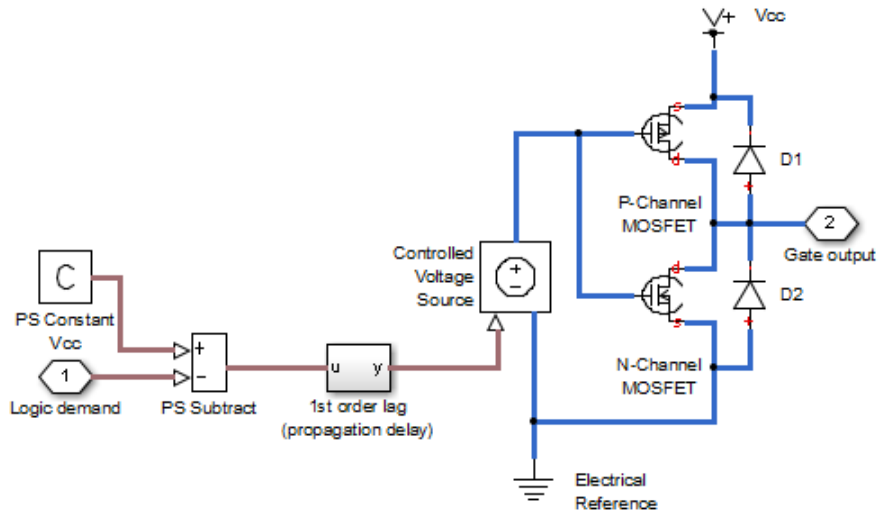 V+ Vcc
s
D1
d
P-Channel
MOSFET
+
2
Gate output
Controlled
Voltage
Source
+
−
d
D2
s
+
N-Channel
MOSFET
C
PS Constant
Vcc
+
−
1
Logic demand
PS Subtract
u y
1st order lag
(propagation delay)
Electrical
Reference